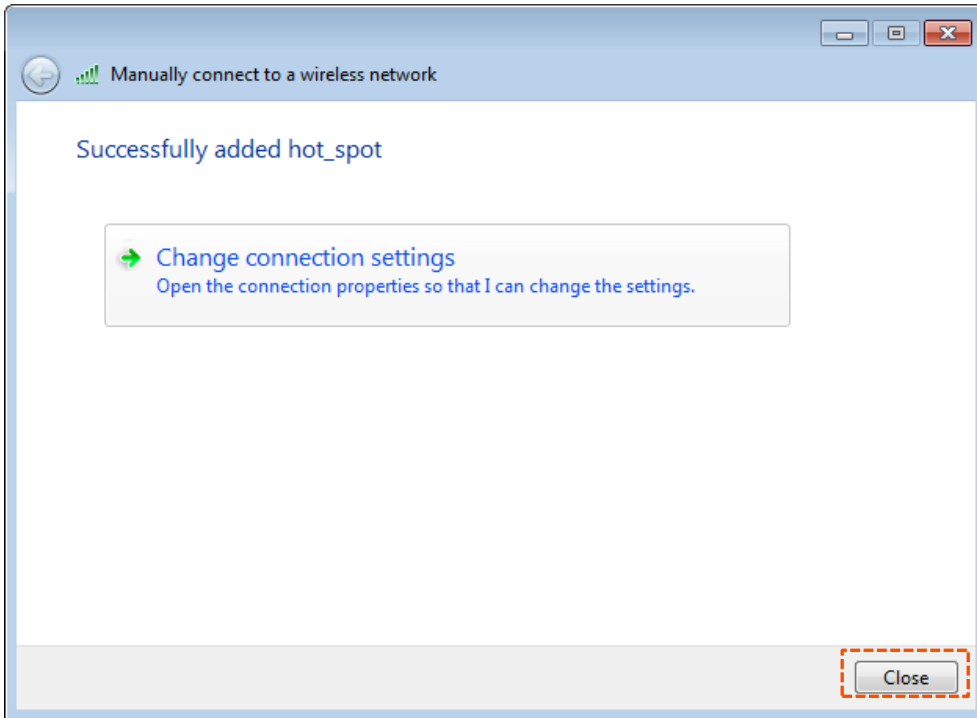 Manually connect to a wireless network
Successfully added hot_spot
Change connection settings
Open the connection properties so that I can change the settings.
Close